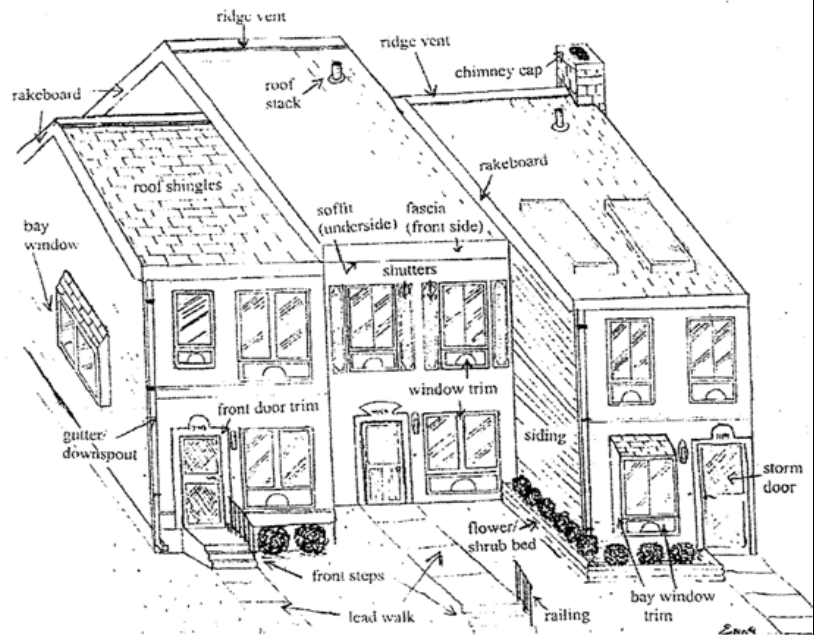 ridge vent
ridge vent
chimney cap
rakeboard
roof
stack
rakeboard
roof shingles
soffit
(underside)
fascia
(front side)
bay
window
shutters
window trim
front door trim
gutter/
downspout
siding
storm
door
flower/
shrub bed
front steps
lead walk
railing
bay window
trim